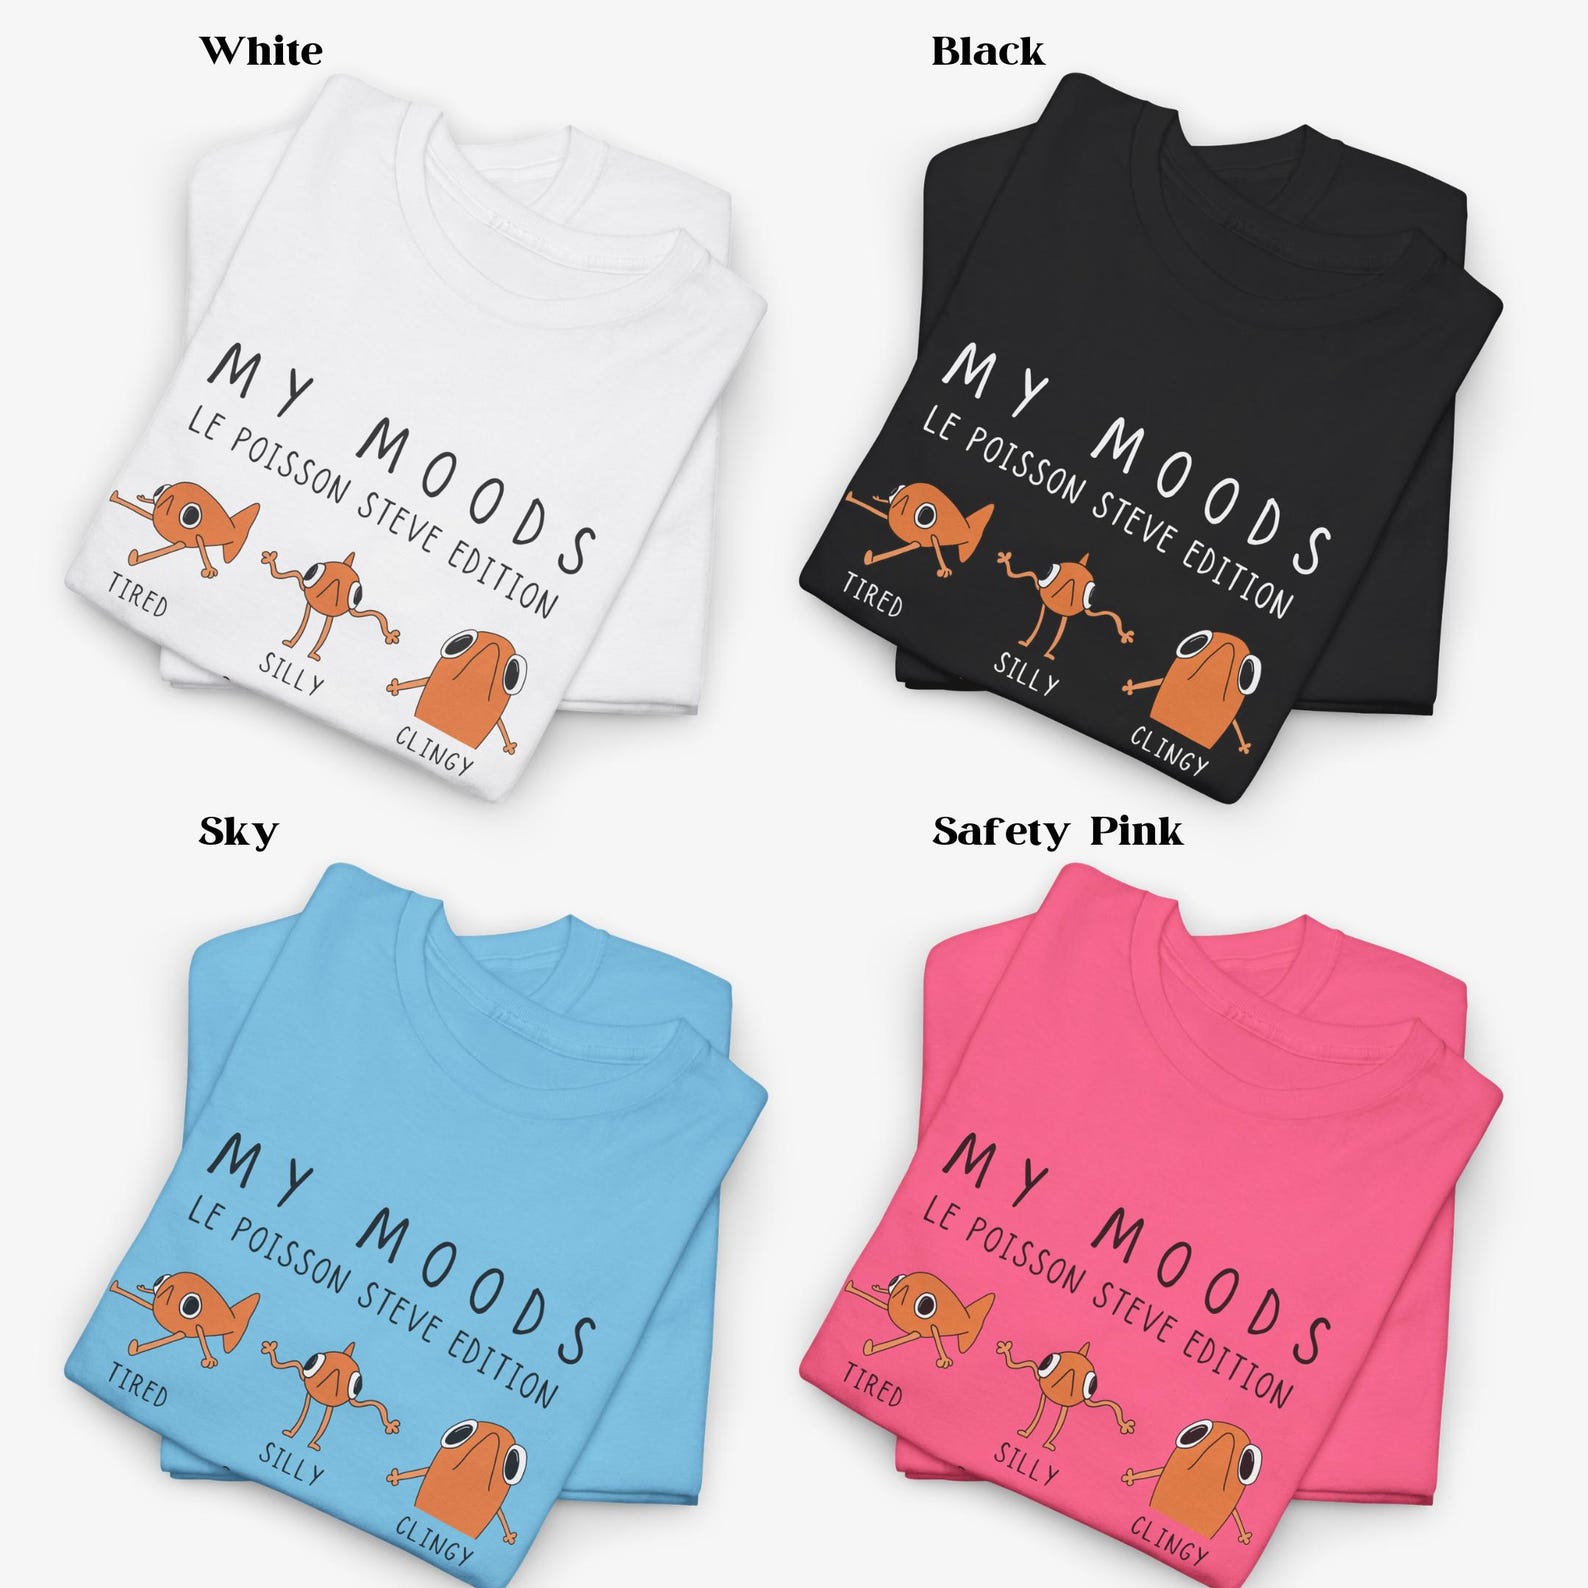 White
MY MOODS
LE POISSON STEVE EDITION
TIRED
SILLY
CLINGY
Black
MY MOODS
LE POISSON STEVE EDITION
TIRED
SILLY
CLINGY
Sky
MY MOODS
LE POISSON STEVE EDITION
TIRED
SILLY
CLINGY
Safety Pink
MY MOODS
LE POISSON STEVE EDITION
TIRED
SILLY
CLINGY